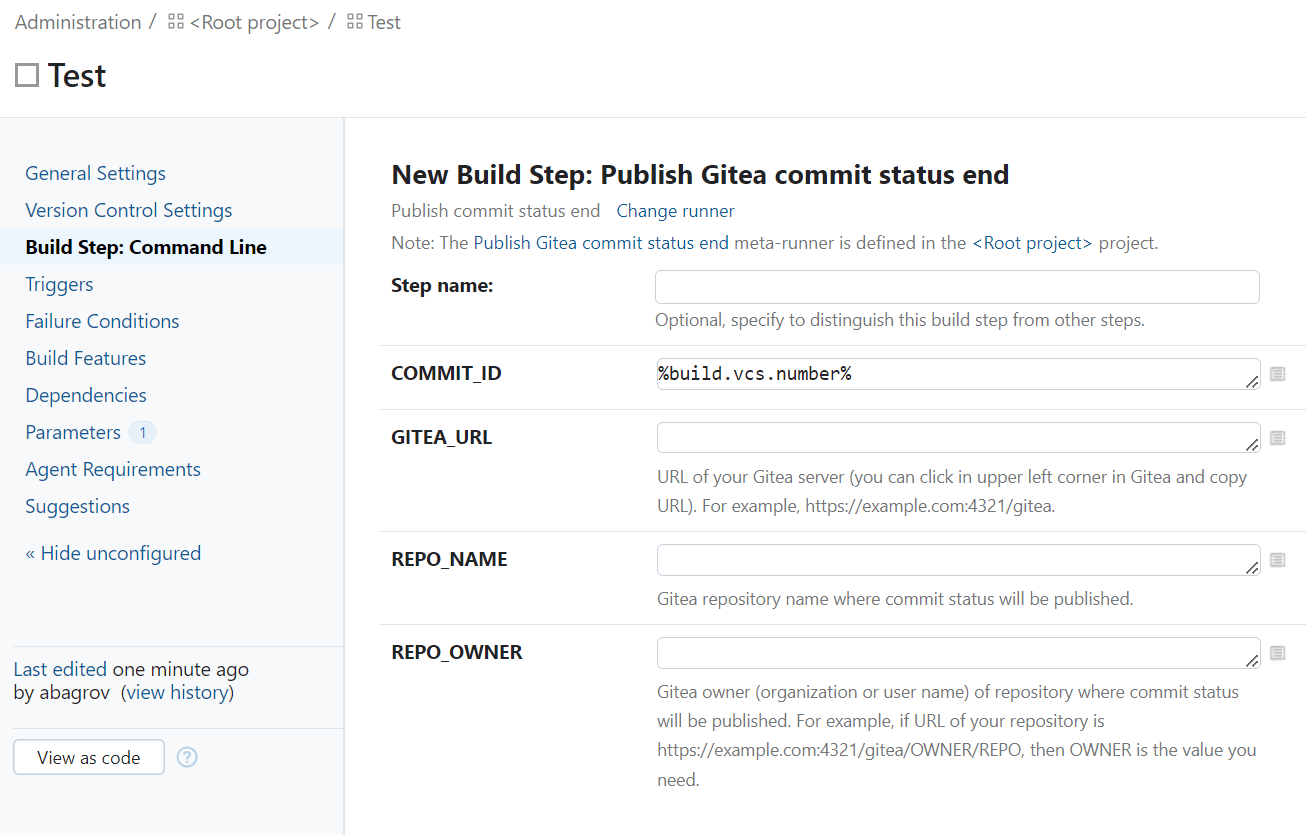 Administration / <Root project> / Test
Test
General Settings
Version Control Settings
Build Step: Command Line
Triggers
Failure Conditions
Build Features
Dependencies
Parameters 1
Agent Requirements
Suggestions
« Hide unconfigured
Last edited one minute ago
by abagrov (view history)
View as code ?
New Build Step: Publish Gitea commit status end
Publish commit status end Change runner
Note: The Publish Gitea commit status end meta-runner is defined in the <Root project> project.
Step name:
Optional, specify to distinguish this build step from other steps.
COMMIT_ID %build.vcs.number%
GITEA_URL
URL of your Gitea server (you can click in upper left corner in Gitea and copy
URL). For example, https://example.com:4321/gitea.
REPO_NAME
Gitea repository name where commit status will be published.
REPO_OWNER
Gitea owner (organization or user name) of repository where commit status
will be published. For example, if URL of your repository is
https://example.com:4321/gitea/OWNER/REPO, then OWNER is the value you
need.